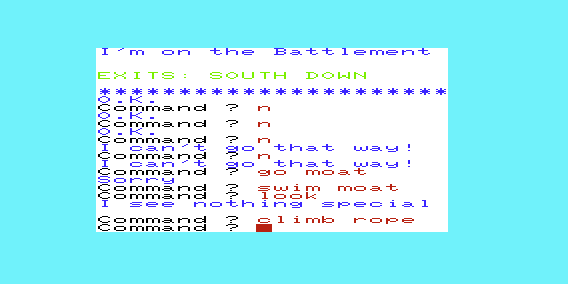 I'm on the Battlement
EXITS: SOUTH DOWN
**********************
O.K.
Command ? n
O.K.
Command ? n
O.K.
Command ? n
I can't go that way!
Command ? n
I can't go that way!
Command ? go moat
Sorry
Command ? swim moat
Command ? look
I see nothing special
Command ? climb rope
Command ?